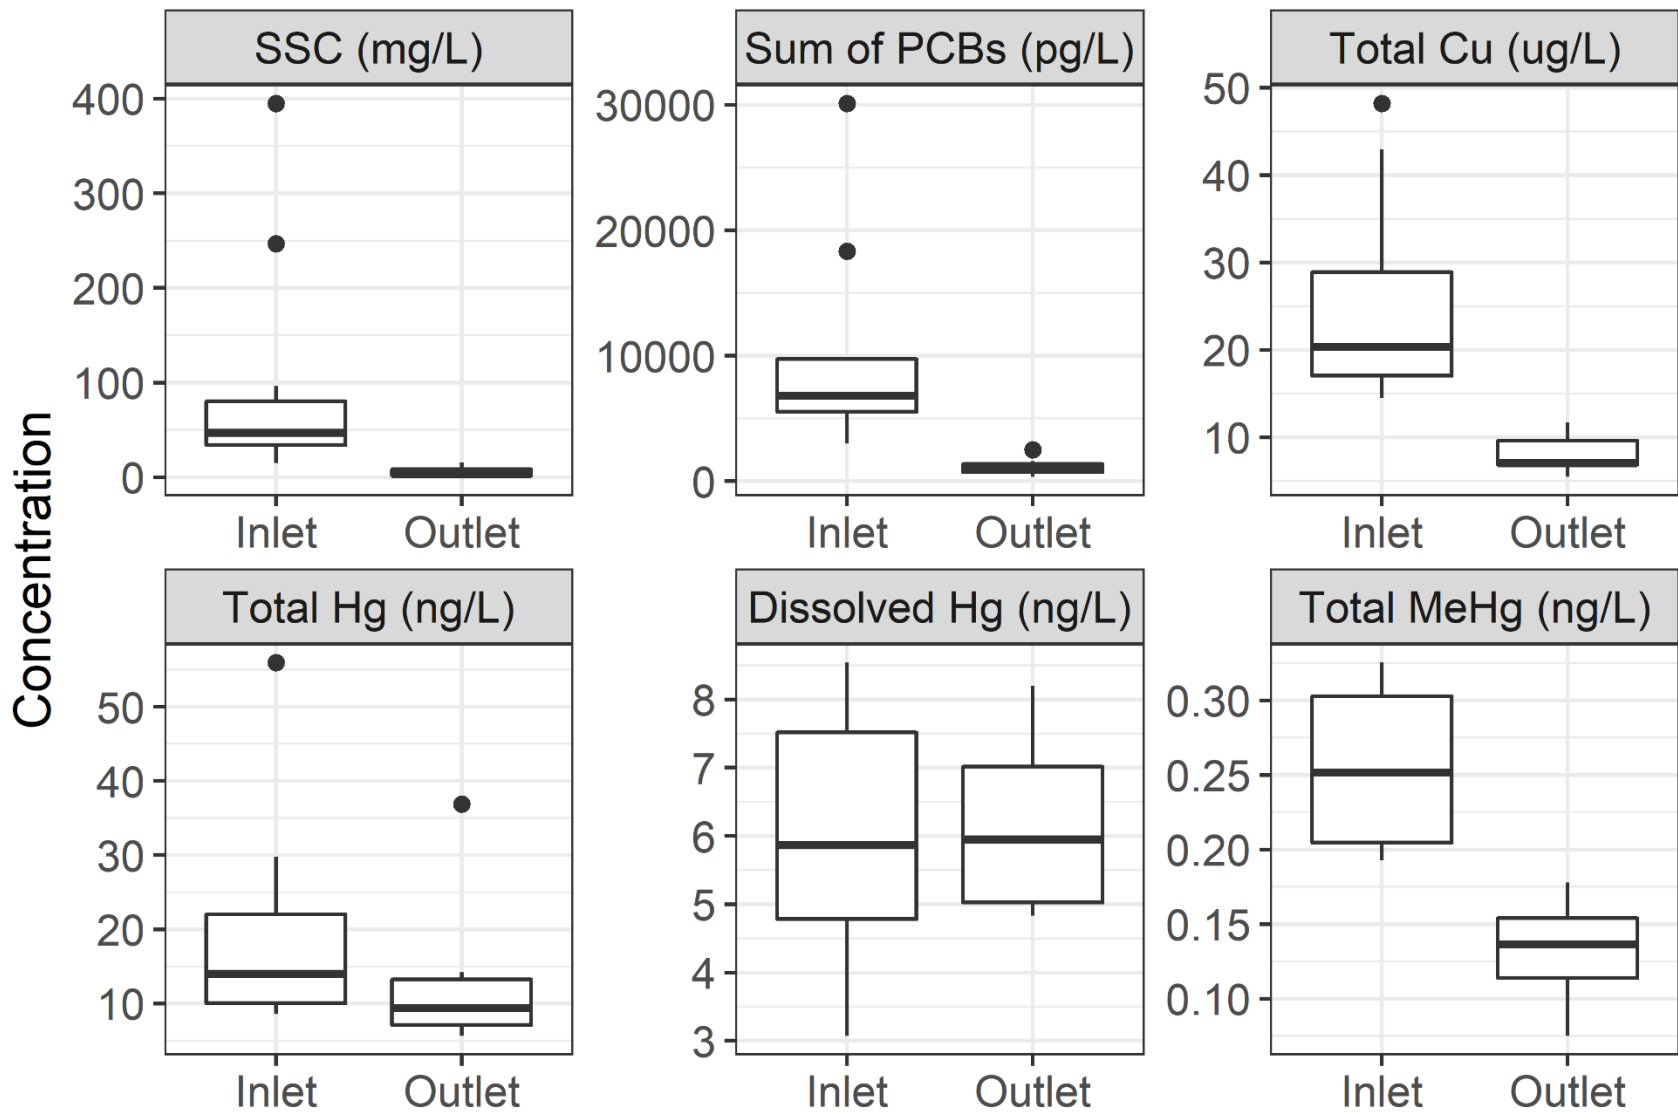 SSC (mg/L)
Sum of PCBs (pg/L)
Total Cu (ug/L)
400
300
200
100
0
30000
20000
10000
0
50
40
30
20
10
Inlet
Outlet
Inlet
Outlet
Inlet
Outlet
Concentration
Total Hg (ng/L)
Dissolved Hg (ng/L)
Total MeHg (ng/L)
50
40
30
20
10
8
7
6
5
4
3
0.30
0.25
0.20
0.15
0.10
Inlet
Outlet
Inlet
Outlet
Inlet
Outlet